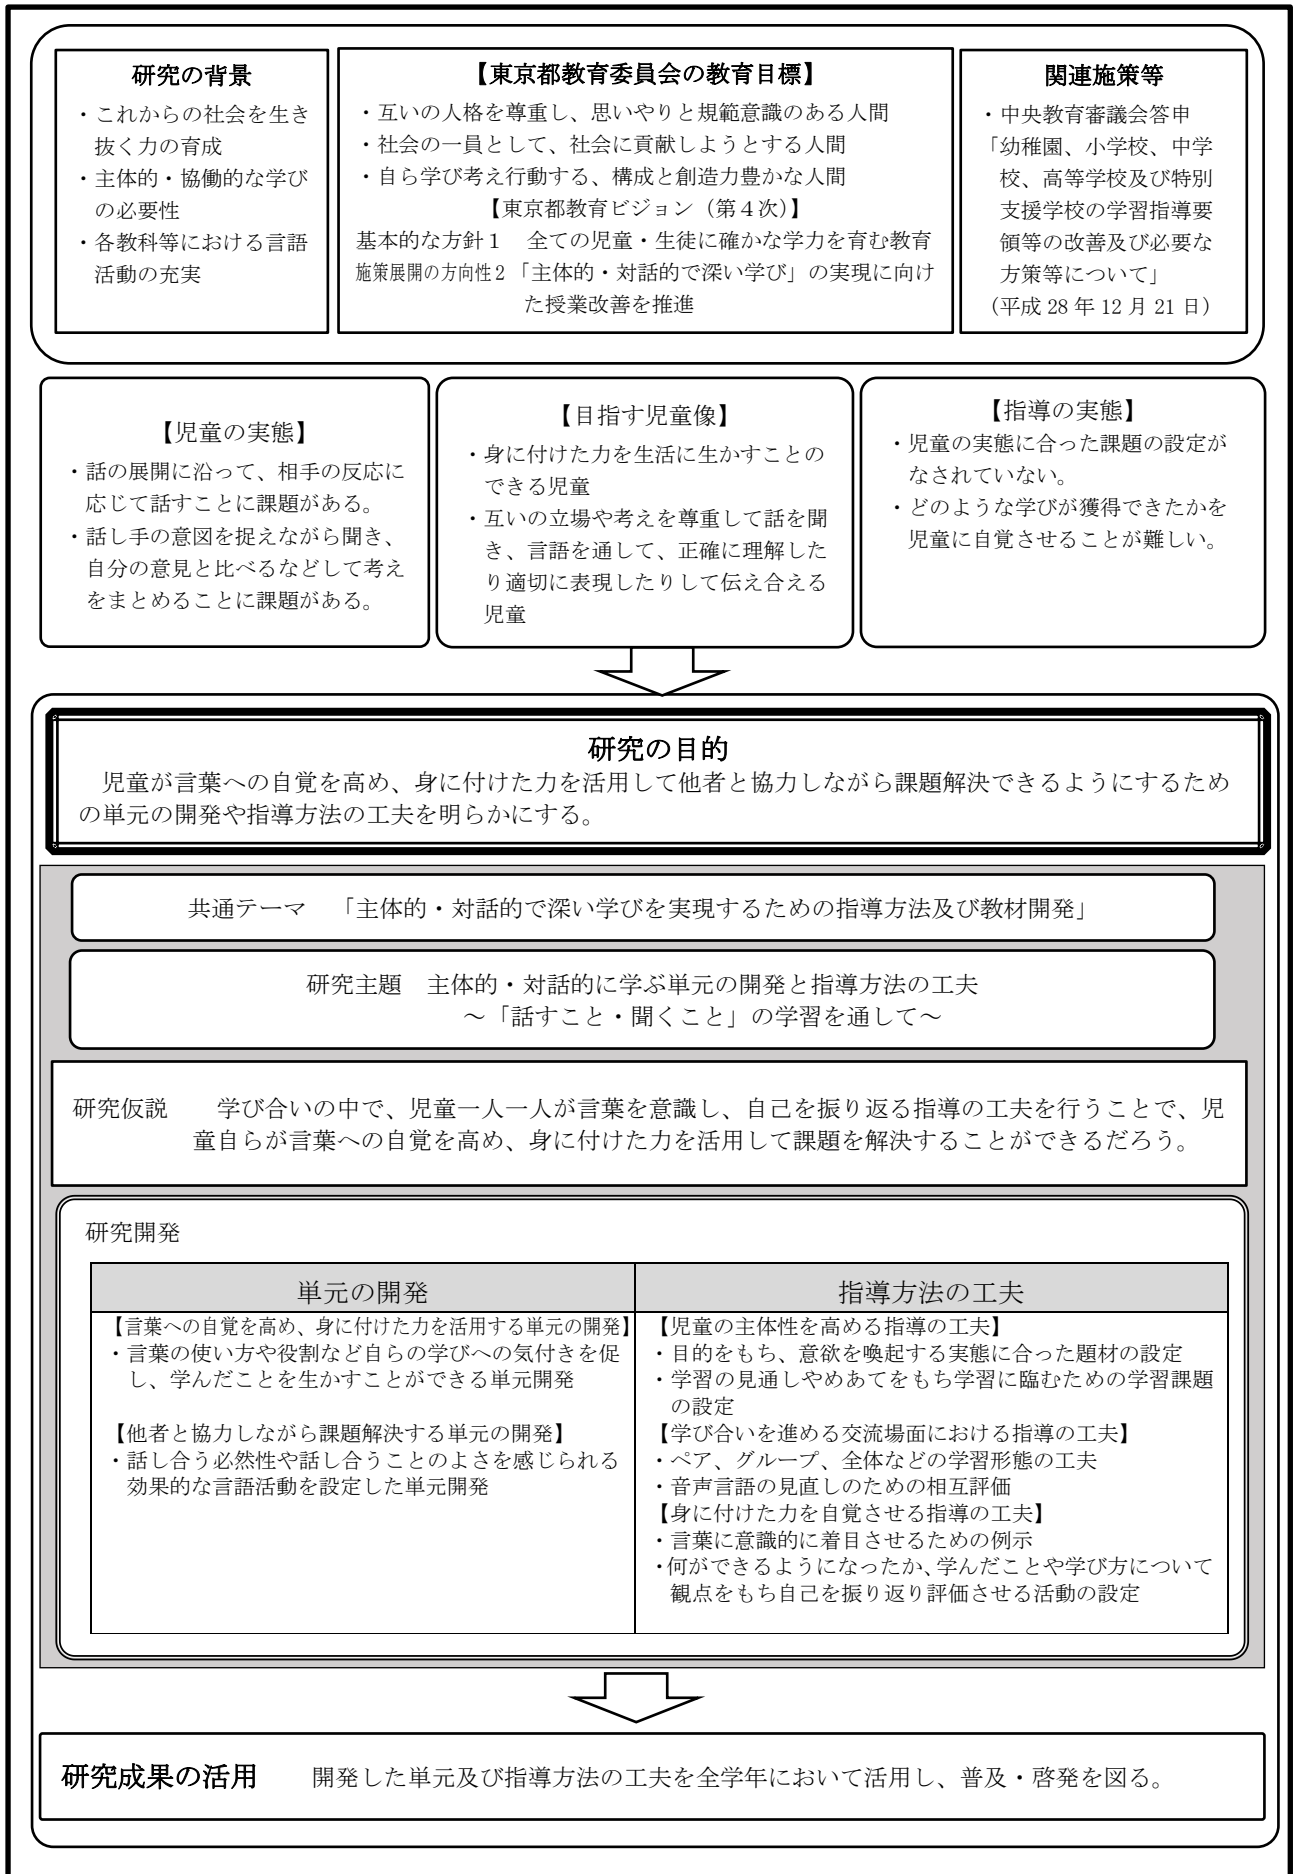 研究の背景
・これからの社会を生き
抜く力の育成
・主体的・協働的な学び
の必要性
・各教科等における言語
活動の充実
【東京都教育委員会の教育目標】
・互いの人格を尊重し、思いやりと規範意識のある人間
・社会の一員として、社会に貢献しようとする人間
・自ら学び考え行動する、構成と創造力豊かな人間
【東京都教育ビジョン(第4次)】
基本的な方針1 全ての児童・生徒に確かな学力を育む教育
施策展開の方向性2「主体的・対話的で深い学び」の実現に向け
た授業改善を推進
関連施策等
・中央教育審議会答申
「幼稚園、小学校、中学
校、高等学校及び特別
支援学校の学習指導要
領等の改善及び必要な
方策等について」
(平成28年12月21日)
【児童の実態】
・話の展開に沿って、相手の反応に
応じて話すことに課題がある。
・話し手の意図を捉えながら聞き、
自分の意見と比べるなどして考え
をまとめることに課題がある。
【目指す児童像】
・身に付けた力を生活に生かすことの
できる児童
・互いの立場や考えを尊重して話を聞
き、言語を通して、正確に理解した
り適切に表現したりして伝え合える
児童
【指導の実態】
・児童の実態に合った課題の設定が
なされていない。
・どのような学びが獲得できたかを
児童に自覚させることが難しい。
研究の目的
児童が言葉への自覚を高め、身に付けた力を活用して他者と協力しながら課題解決できるようにするため
の単元の開発や指導方法の工夫を明らかにする。
共通テーマ 「主体的・対話的で深い学びを実現するための指導方法及び教材開発」
研究主題 主体的・対話的に学ぶ単元の開発と指導方法の工夫
～「話すこと・聞くこと」の学習を通して～
研究仮説 学び合いの中で、児童一人一人が言葉を意識し、自己を振り返る指導の工夫を行うことで、児
童自らが言葉への自覚を高め、身に付けた力を活用して課題を解決することができるだろう。
研究開発
単元の開発
【言葉への自覚を高め、身に付けた力を活用する単元の開発】
・言葉の使い方や役割など自らの学びへの気付きを促
し、学んだことを生かすことができる単元開発
【他者と協力しながら課題解決する単元の開発】
・話し合う必然性や話し合うことのよさを感じられる
効果的な言語活動を設定した単元開発
指導方法の工夫
【児童の主体性を高める指導の工夫】
・目的をもち、意欲を喚起する実態に合った題材の設定
・学習の見通しやめあてをもち学習に臨むための学習課題
の設定
【学び合いを進める交流場面における指導の工夫】
・ペア、グループ、全体などの学習形態の工夫
・音声言語の見直しのための相互評価
【身に付けた力を自覚させる指導の工夫】
・言葉に意識的に着目させるための例示
・何ができるようになったか、学んだことや学び方について
観点をもち自己を振り返り評価させる活動の設定
研究成果の活用 開発した単元及び指導方法の工夫を全学年において活用し、普及・啓発を図る。